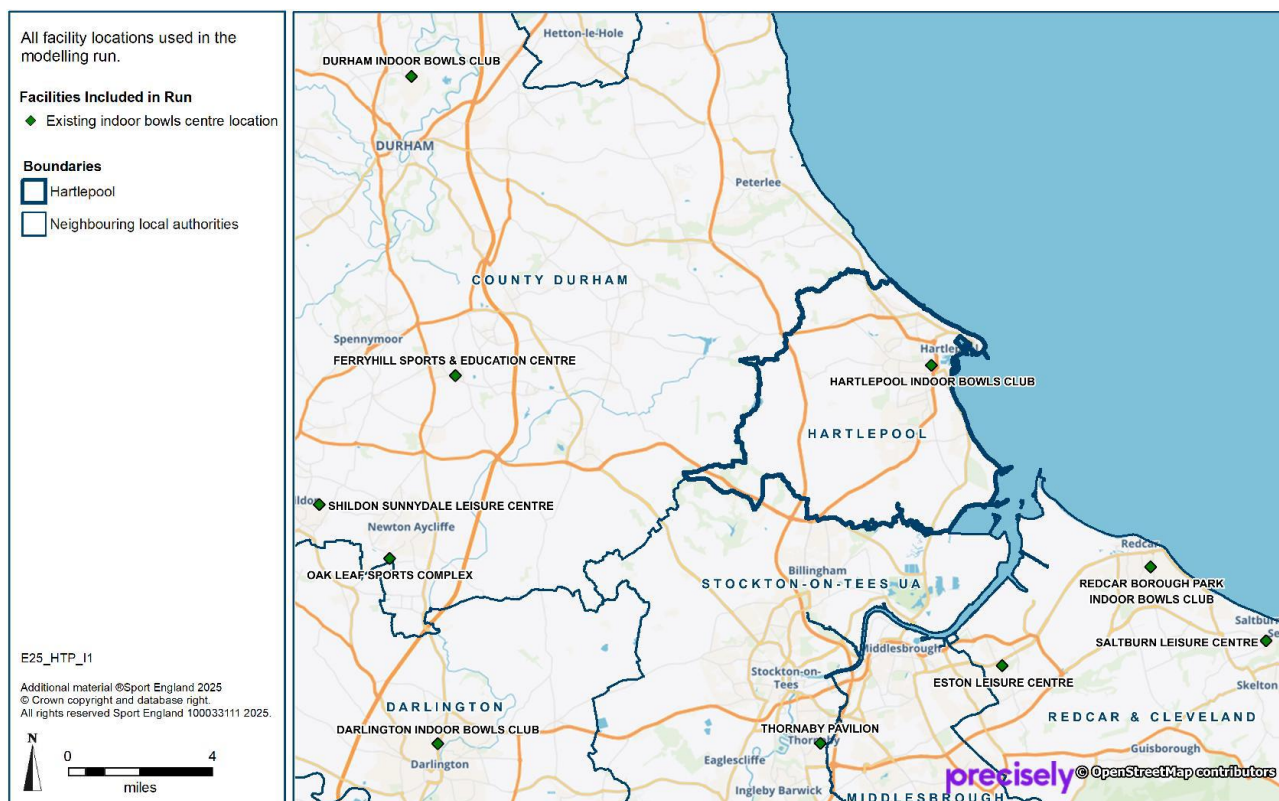 All facility locations used in the
modelling run.
Facilities Included in Run
Existing indoor bowls centre location
Boundaries
Hartlepool
Neighbouring local authorities
E25_HTP_I1
Additional material ®Sport England 2025
© Crown copyright and database right.
All rights reserved Sport England 100033111 2025.
N
0 4
miles
Hetton-le-Hole
DURHAM INDOOR BOWLS CLUB
DURHAM
Peterlee
COUNTY DURHAM
Spennymoor
FERRYHILL SPORTS & EDUCATION CENTRE
Hartlepool
HARTLEPOOL INDOOR BOWLS CLUB
HARTLEPOOL
SHILDON SUNNYDALE LEISURE CENTRE
Newton Aycliffe
OAK LEAF SPORTS COMPLEX
Billingham
STOCKTON-ON-TEES UA
Redcar
REDCAR BOROUGH PARK
INDOOR BOWLS CLUB
SALTBURN LEISURE CENTRE
Middlesbrough
Stockton-on-
Tees
ESTON LEISURE CENTRE
Skelton
DARLINGTON
REDCAR & CLEVELAND
DARLINGTON INDOOR BOWLS CLUB
Darlington
THORNABY PAVILION
Thornaby
Eaglescliffe
Guisborough
Ingleby Barwick
MIDDLESBROUGH
precisely © OpenStreetMap contributors